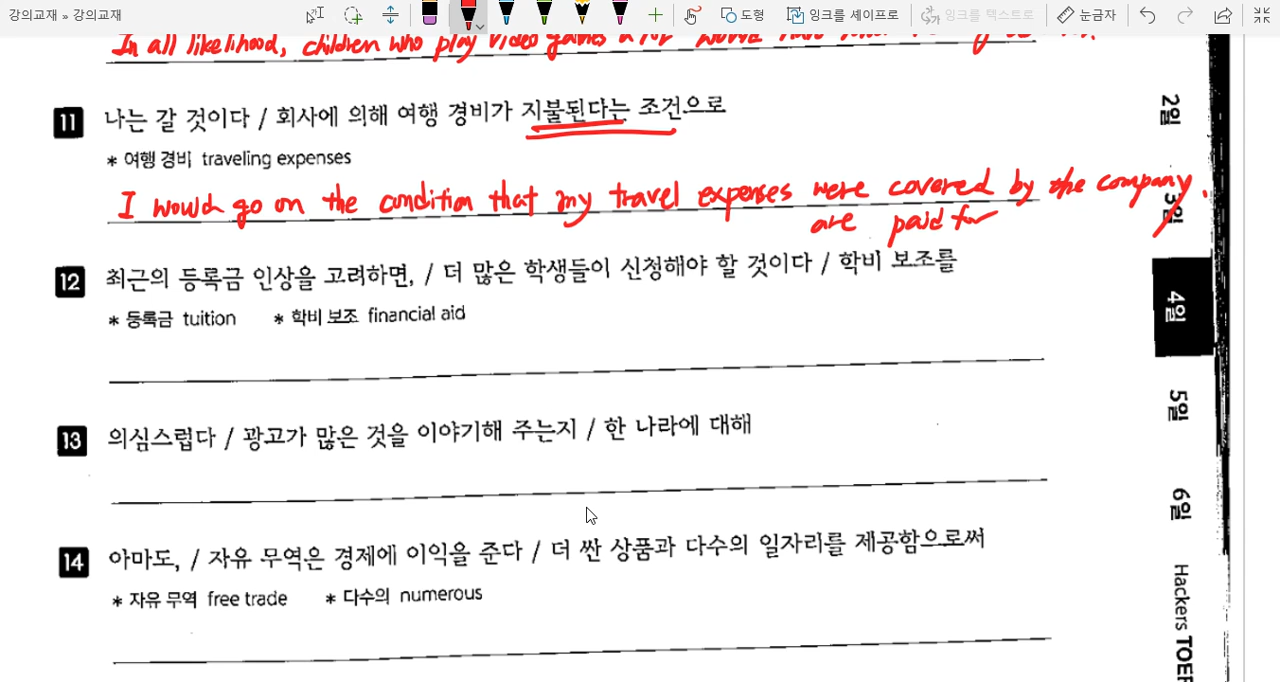 강의교재 » 강의교재
도형
잉크를 셰이프로
잉크를 텍스트로
눈금자
In all likelihood, children who play video games
11 나는 갈 것이다 / 회사에 의해 여행 경비가 지불된다는 조건으로
* 여행 경비 traveling expenses
I would go on the condition that my travel expenses were covered by the company.
are paid for
12 최근의 등록금 인상을 고려하면, / 더 많은 학생들이 신청해야 할 것이다 / 학비 보조를
* 등록금 tuition * 학비 보조 financial aid
13 의심스럽다 / 광고가 많은 것을 이야기해 주는지 / 한 나라에 대해
14 아마도, / 자유 무역은 경제에 이익을 준다 / 더 싼 상품과 다수의 일자리를 제공함으로써
* 자유 무역 free trade * 다수의 numerous
2일
3일
4일
5일
6일
Hackers TOEF